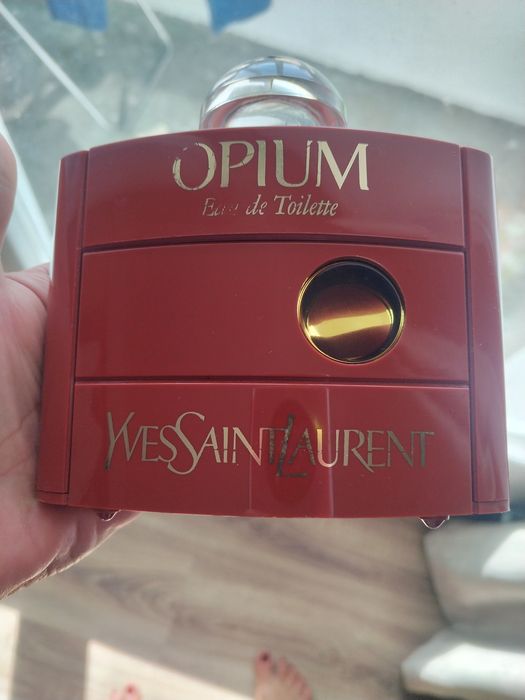 OPIUM
Eau de Toilette
YVESSAINTLAURENT